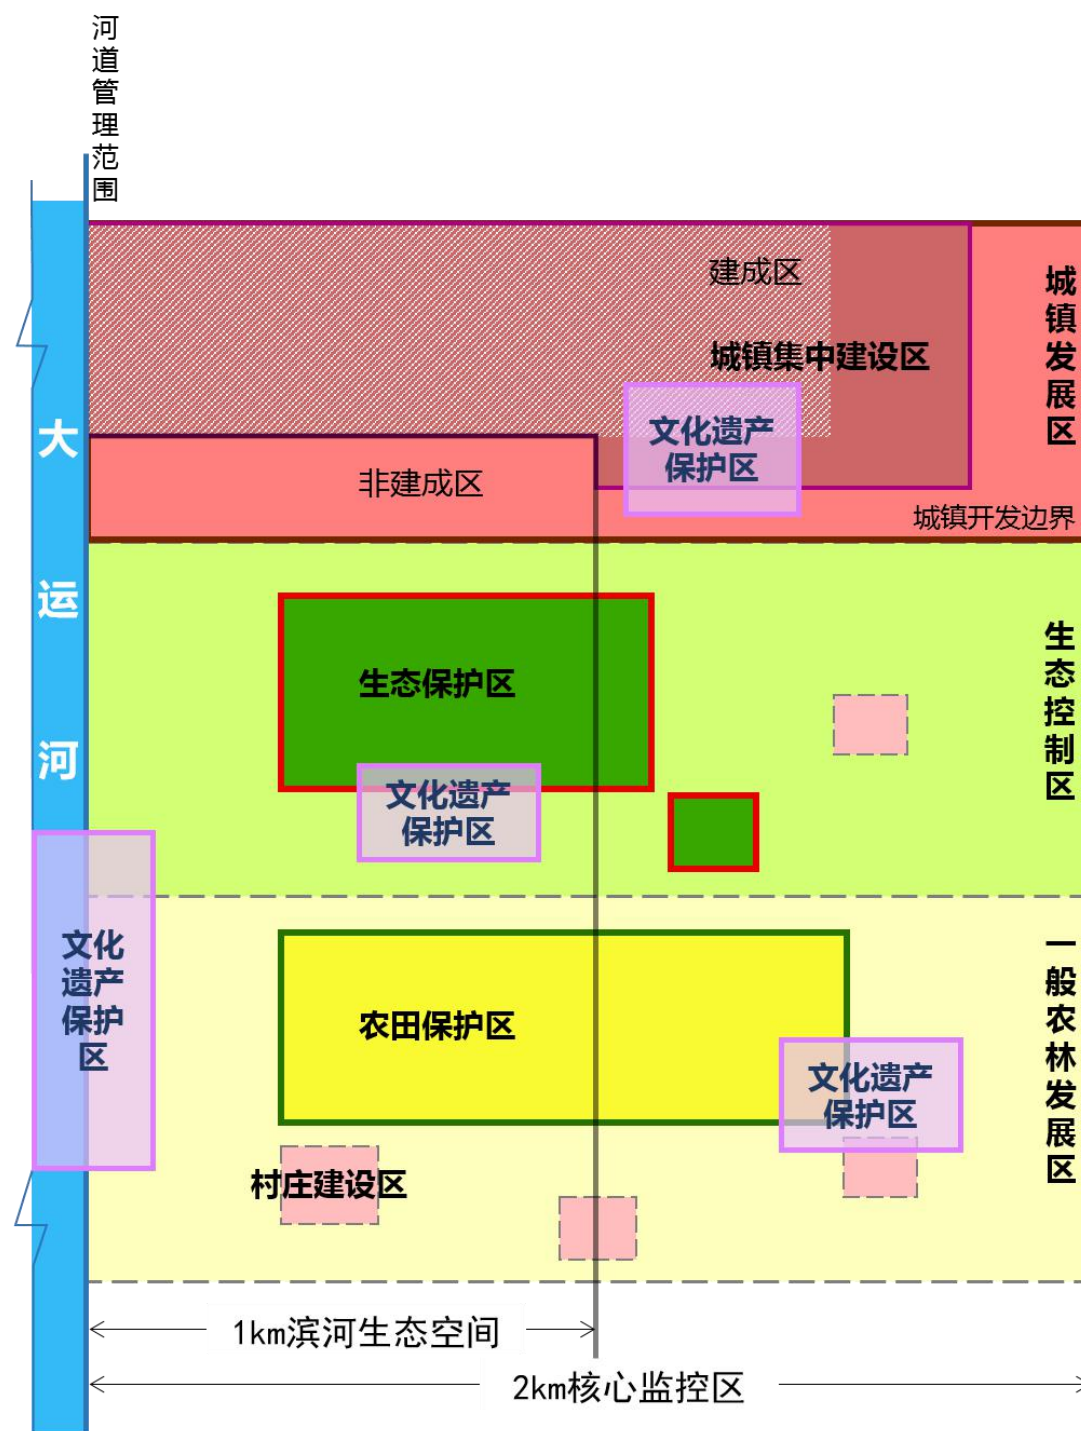 河道管理范围
建成区
城镇集中建设区
城镇发展区
文化遗产
保护区
非建成区
城镇开发边界
大运河
生态保护区
生态控制区
文化遗产
保护区
文化
遗产
保护
区
农田保护区
一般农林发展区
文化遗产
保护区
村庄建设区
1km滨河生态空间
2km核心监控区